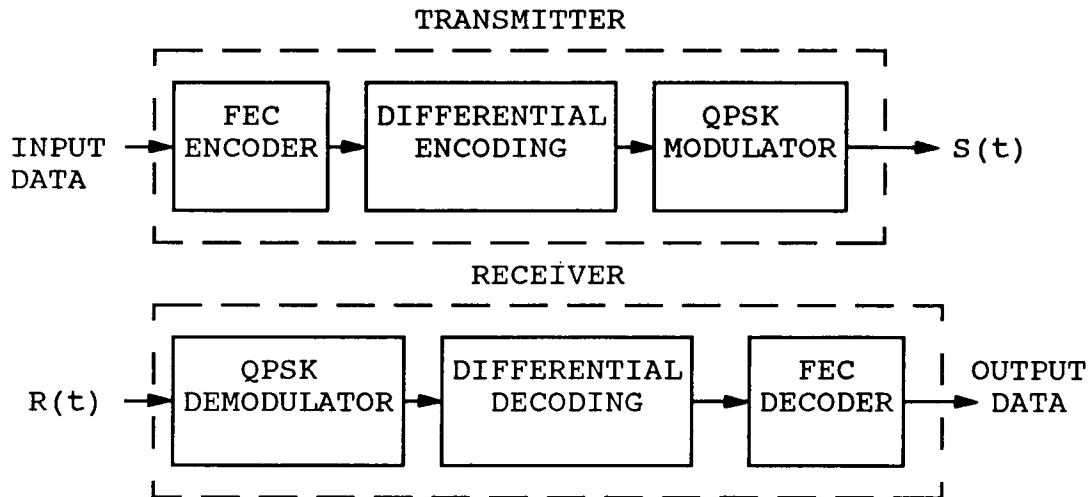 TRANSMITTER
FEC
ENCODER
DIFFERENTIAL
ENCODING
QPSK
MODULATOR
INPUT
DATA
S(t)
RECEIVER
QPSK
DEMODULATOR
DIFFERENTIAL
DECODING
FEC
DECODER
R(t)
OUTPUT
DATA